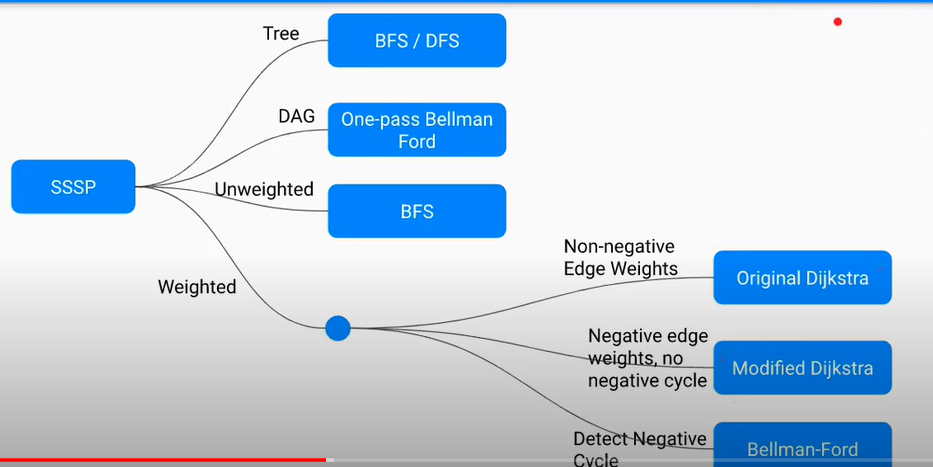 Tree
BFS / DFS
DAG
One-pass Bellman
Ford
SSSP
Unweighted
BFS
Weighted
Non-negative
Edge Weights
Original Dijkstra
Negative edge
weights, no
negative cycle
Modified Dijkstra
Detect Negative
Cycle
Bellman-Ford